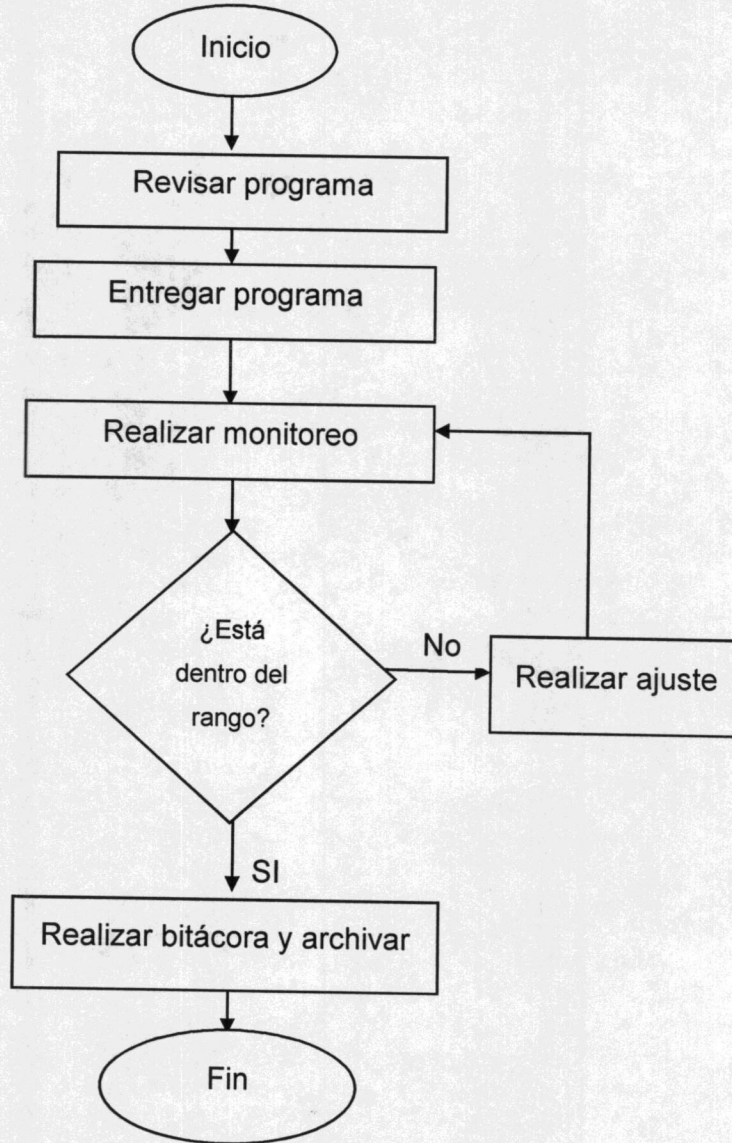 Inicio
Revisar programa
Entregar programa
Realizar monitoreo
¿Está
dentro del
rango?
No
Realizar ajuste
SI
Realizar bitácora y archivar
Fin